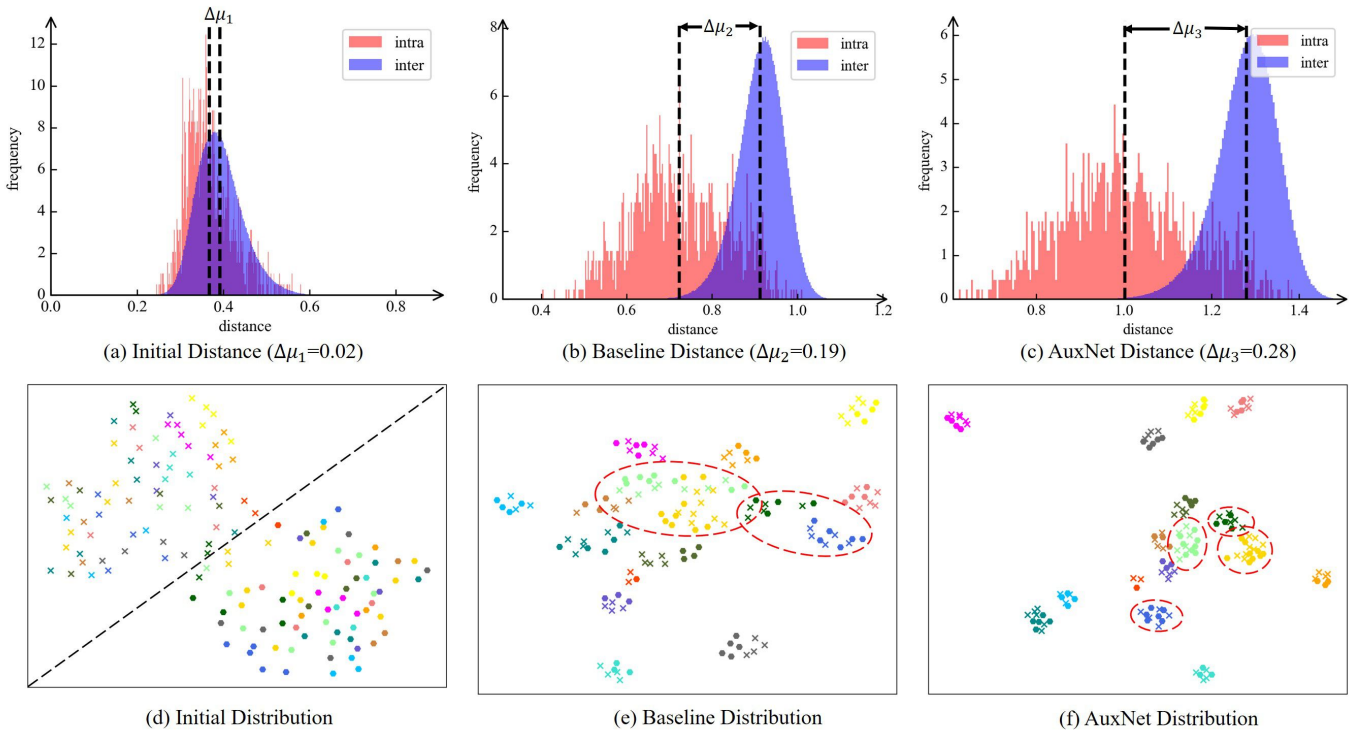 Δμ₁
12
10
8
6
4
2
0
0.0
0.2
0.4
0.6
0.8
frequency
distance
intra
inter
(a) Initial Distance (Δμ₁=0.02)
Δμ₂
8
6
4
2
0
0.4
0.6
0.8
1.0
1.2
frequency
distance
intra
inter
(b) Baseline Distance (Δμ₂=0.19)
Δμ₃
6
5
4
3
2
1
0
0.8
1.0
1.2
1.4
frequency
distance
intra
inter
(c) AuxNet Distance (Δμ₃=0.28)
(d) Initial Distribution
(e) Baseline Distribution
(f) AuxNet Distribution